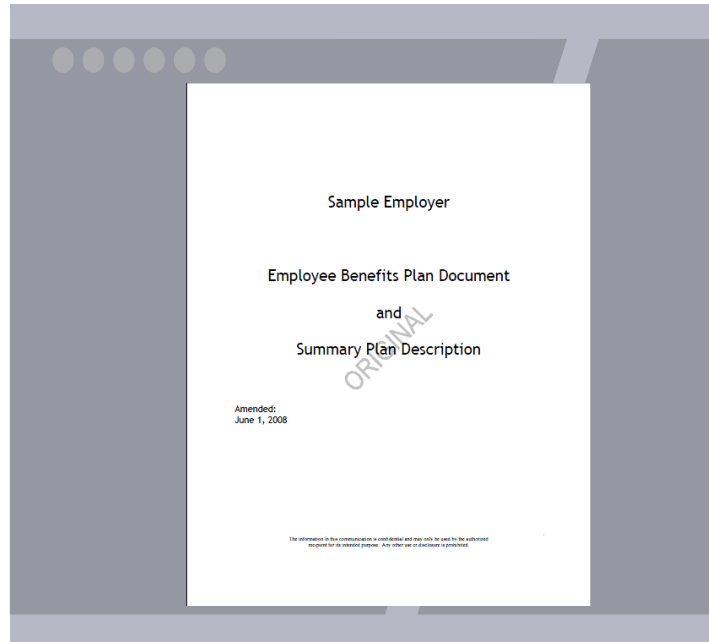 Sample Employer
Employee Benefits Plan Document
and
Summary Plan Description
ORIGINAL
Amended:
June 1, 2008
The information in this communication is confidential and may only be used by the authorized
recipient for its intended purpose. Any other use or disclosure is prohibited.